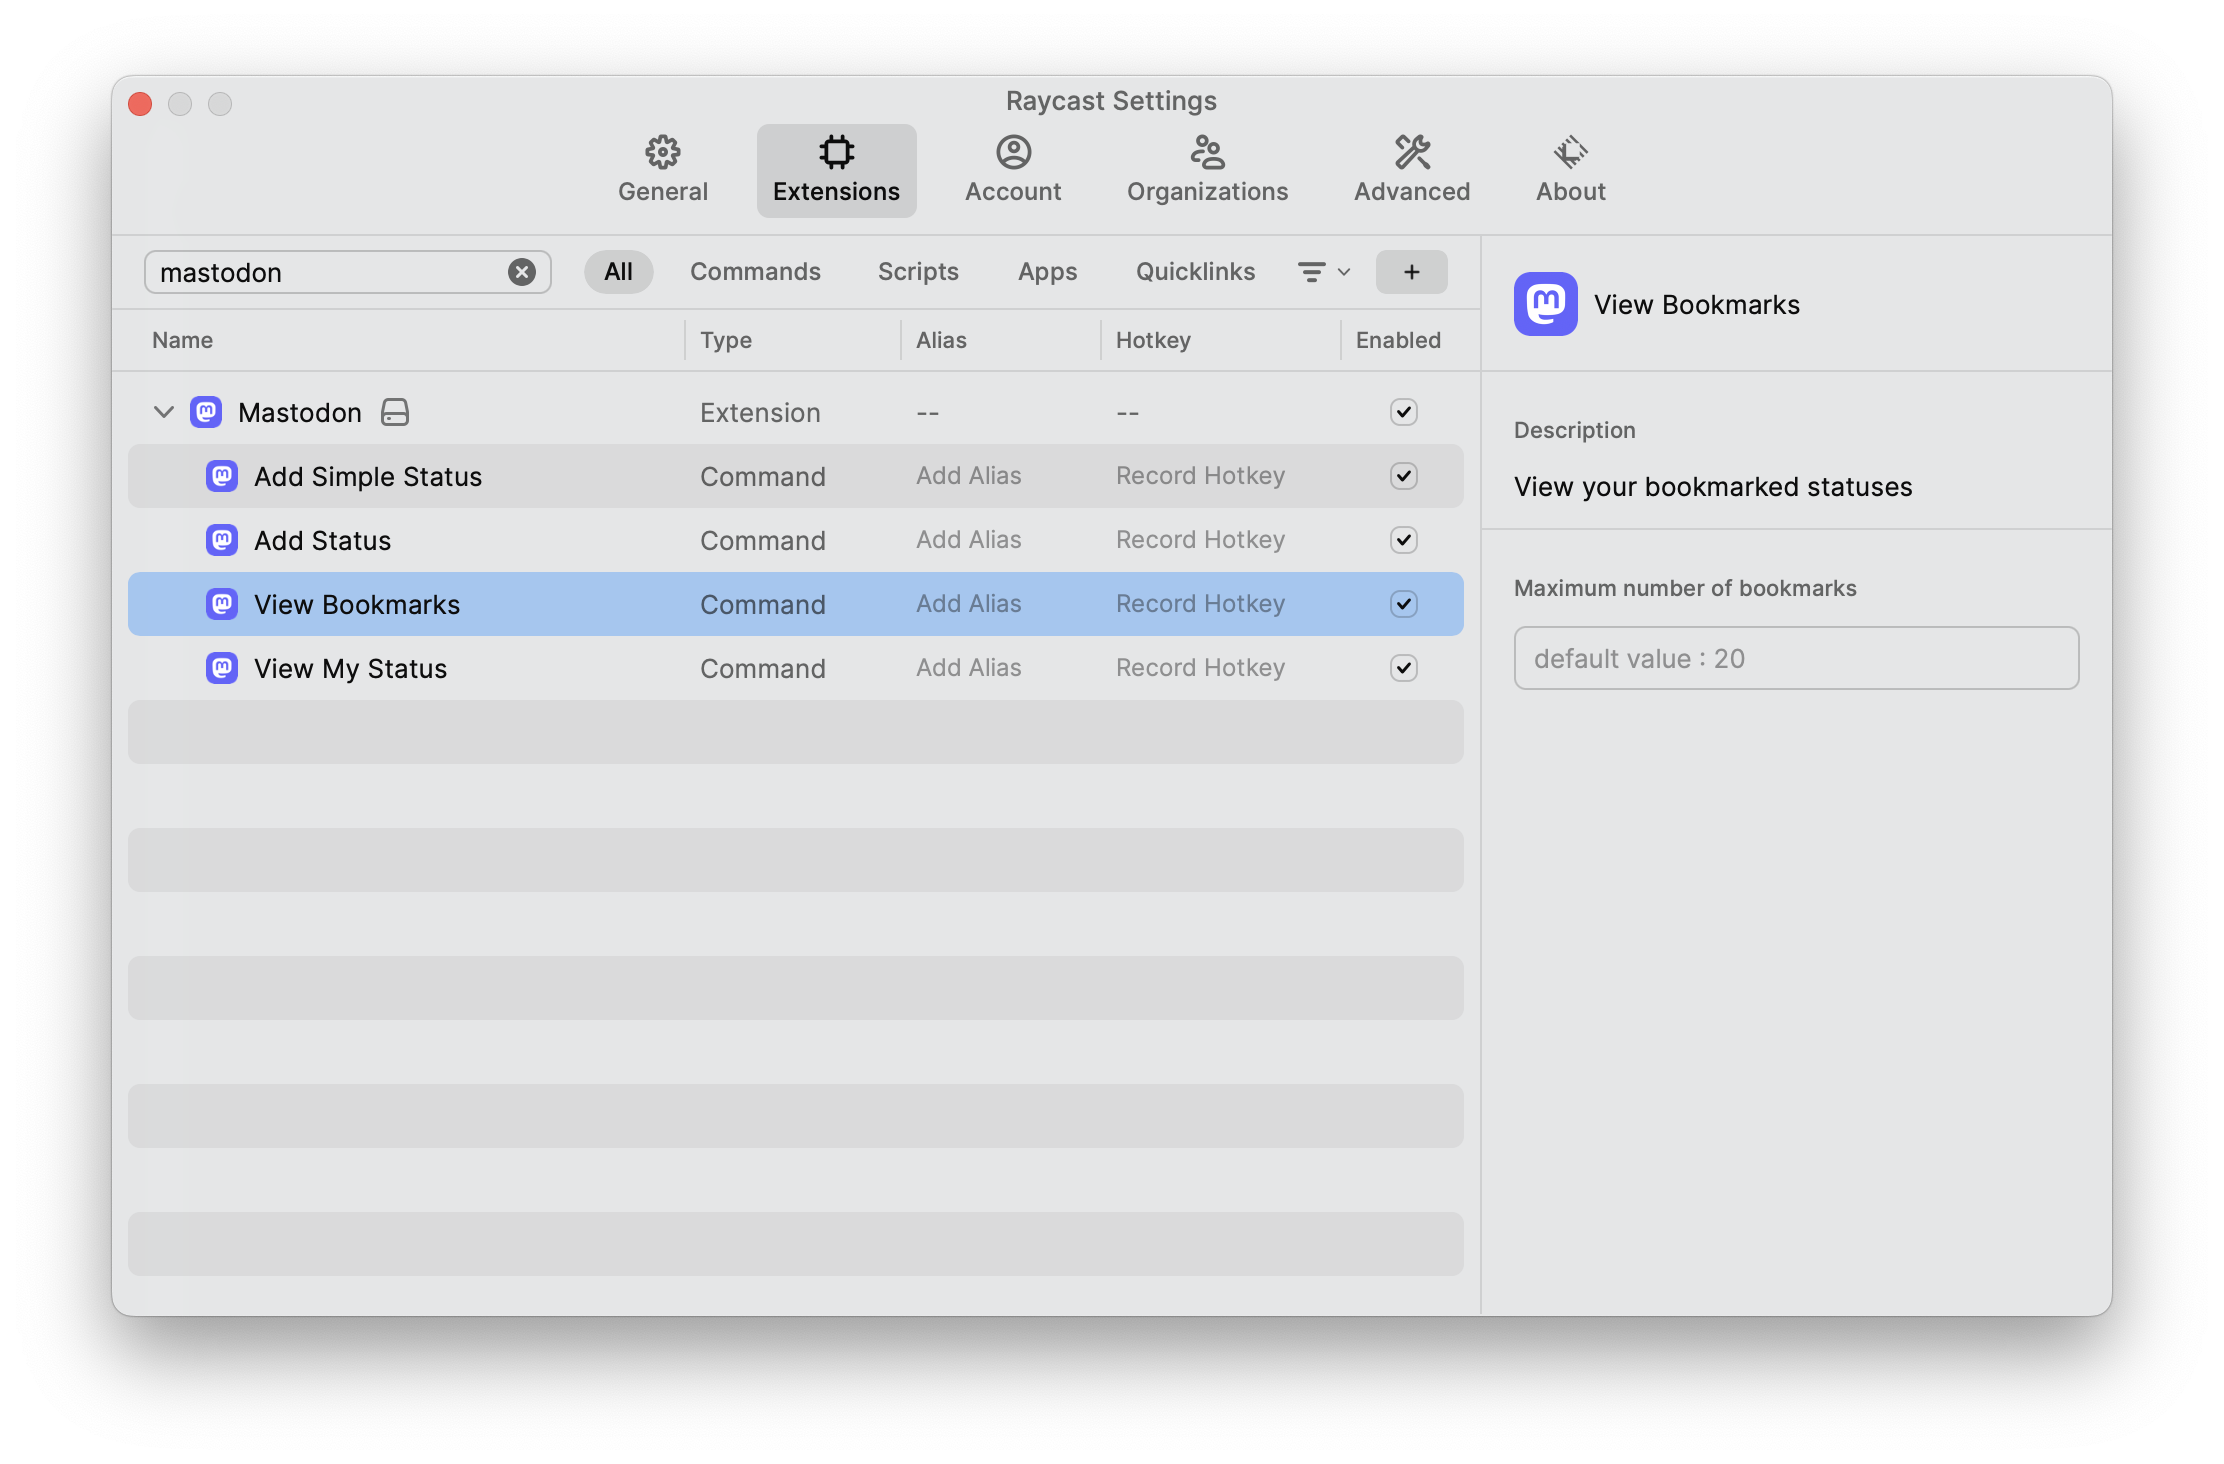 Raycast Settings
General Extensions Account Organizations Advanced About
mastodon All Commands Scripts Apps Quicklinks +
Name Type Alias Hotkey Enabled
Mastodon Extension -- --
Add Simple Status Command Add Alias Record Hotkey
Add Status Command Add Alias Record Hotkey
View Bookmarks Command Add Alias Record Hotkey
View My Status Command Add Alias Record Hotkey
View Bookmarks
Description
View your bookmarked statuses
Maximum number of bookmarks
default value : 20